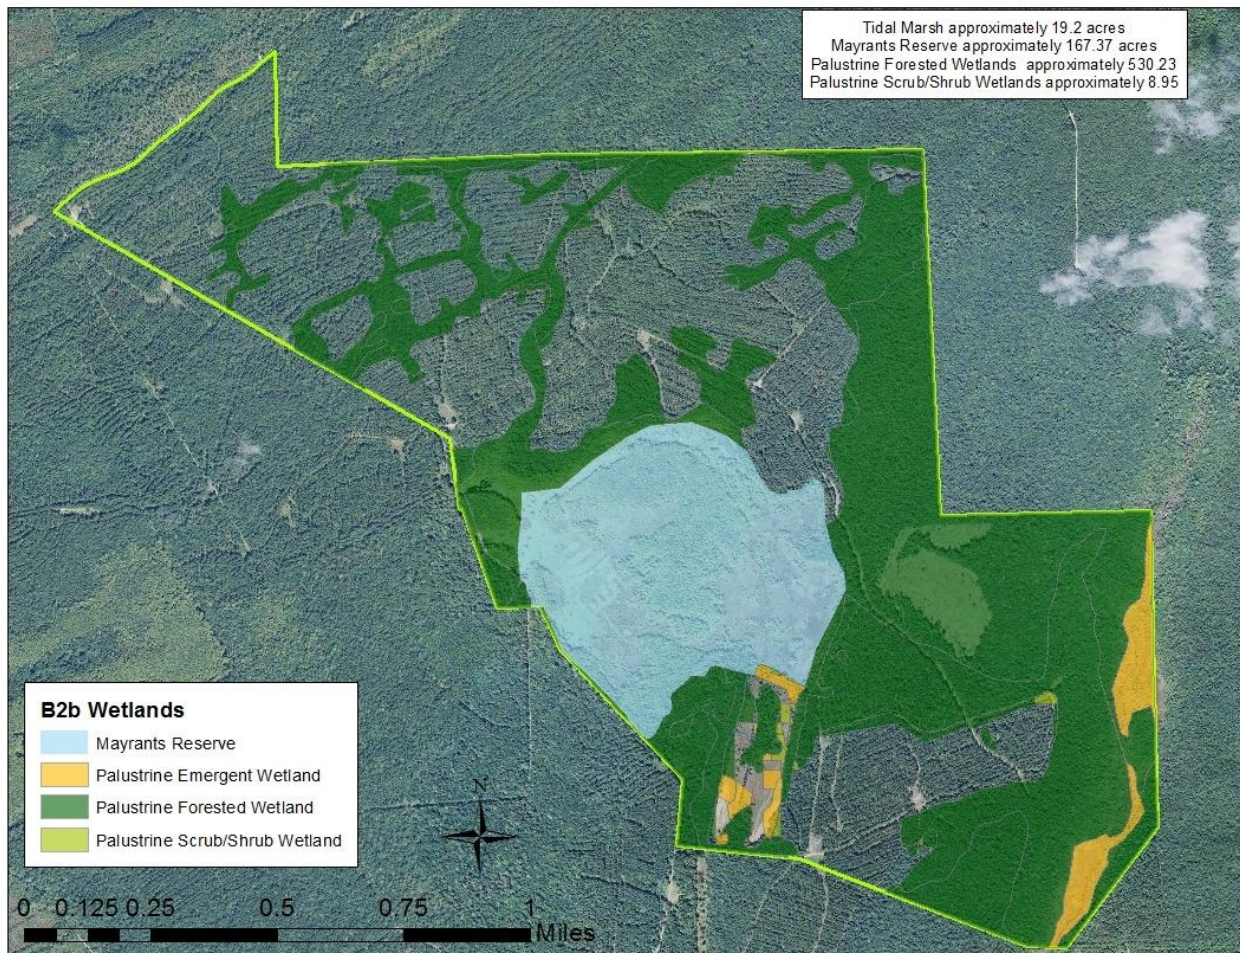 Tidal Marsh approximately 19.2 acres
Mayrants Reserve approximately 167.37 acres
Palustrine Forested Wetlands  approximately 530.23
Palustrine Scrub/Shrub Wetlands approximately 8.95
B2b Wetlands
Mayrants Reserve
Palustrine Emergent Wetland
Palustrine Forested Wetland
Palustrine Scrub/Shrub Wetland
N
0 0.125 0.25 0.5 0.75 1
Miles